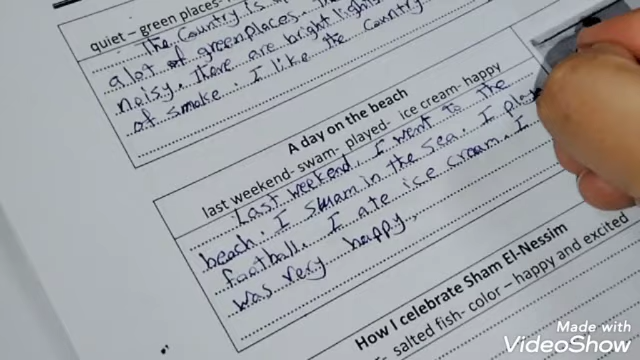 quiet – green places-
The Country is
a lot of green places.
noisy. There are bright lights
of smoke. I like the Country
A day on the beach
last weekend- swam- played- ice cream- happy
Last weekend, I went to the
beach. I swam in the sea. I play
football. I ate ice cream. I
was very happy.
How I celebrate Sham El-Nessim
- salted fish- color – happy and excited
Made with
VideoShow